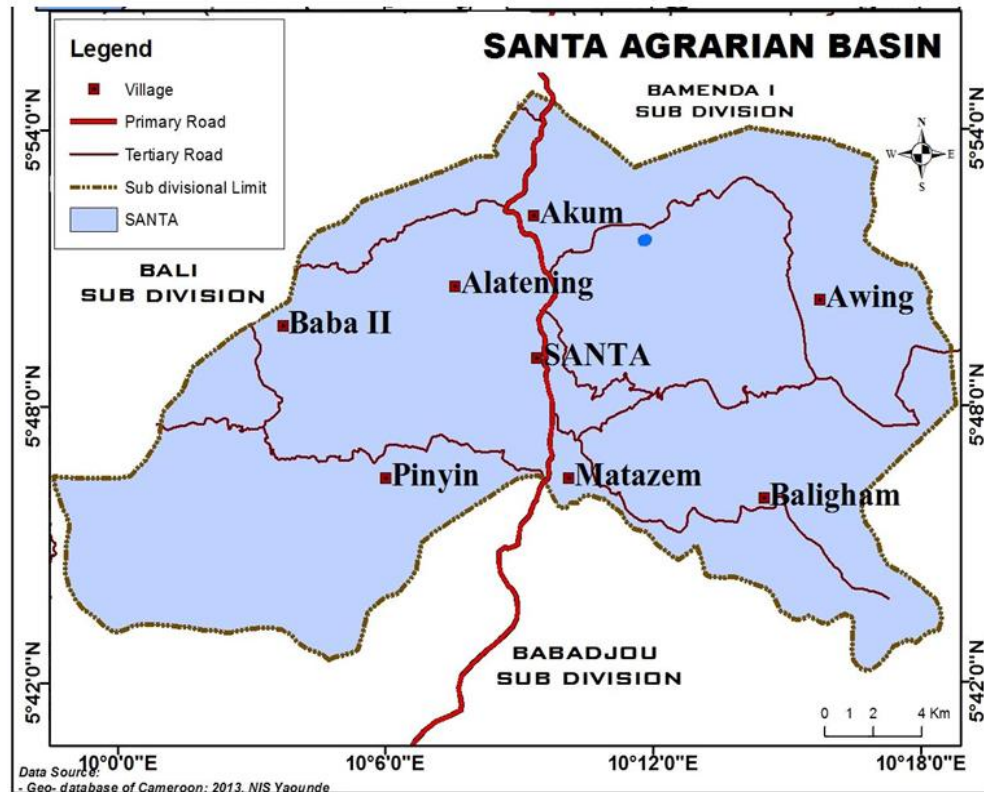 SANTA AGRARIAN BASIN
Legend
Village
Primary Road
Tertiary Road
Sub divisional Limit
SANTA
BAMENDA I
SUB DIVISION
N
W
E
S
5°54'0"N
5°54'0"N
Akum
BALI
SUB DIVISION
Alatening
Awing
Baba II
SANTA
5°48'0"N
5°48'0"N
Pinyin
Matazem
Baligham
BABADJOU
SUB DIVISION
5°42'0"N
5°42'0"N
0 1 2 4 Km
10°0'0"E
10°6'0"E
10°12'0"E
10°18'0"E
Data Source:
- Geo- database of Cameroon: 2013, NIS Yaounde